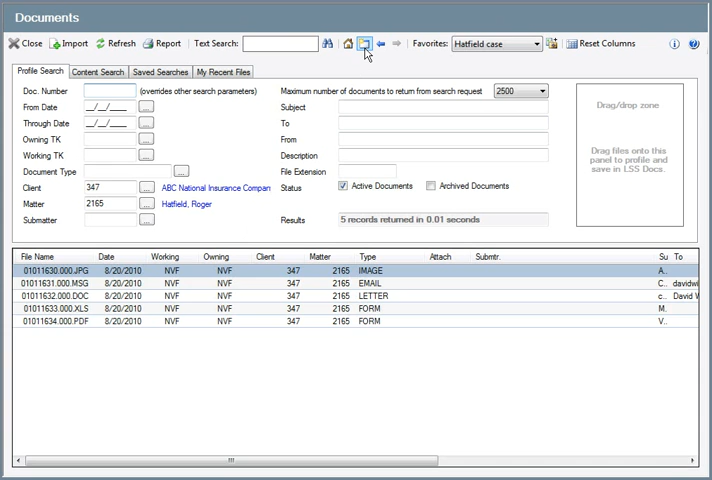 Documents
Close Import Refresh Report Text Search: Favorites: Hatfield case Reset Columns
Profile Search Content Search Saved Searches My Recent Files
Doc. Number (overrides other search parameters) Maximum number of documents to return from search request 2500
From Date __/__/____ ... Subject
Through Date __/__/____ ... To
Owning TK ... From
Working TK ... Description
Document Type ... File Extension
Client 347 ... ABC National Insurance Compan Status Active Documents Archived Documents
Matter 2165 ... Hatfield, Roger
Submatter ... Results 5 records returned in 0.01 seconds
Drag/drop zone
Drag files onto this
panel to profile and
save in LSS Docs.
File Name Date Working Owning Client Matter Type Attach Submtr. Su To
01011630.000.JPG 8/20/2010 NVF NVF 347 2165 IMAGE A..
01011631.000.MSG 8/20/2010 NVF NVF 347 2165 EMAIL C.. davidwi
01011632.000.DOC 8/20/2010 NVF NVF 347 2165 LETTER c.. David W
01011633.000.XLS 8/20/2010 NVF NVF 347 2165 FORM M.
01011634.000.PDF 8/20/2010 NVF NVF 347 2165 FORM V.